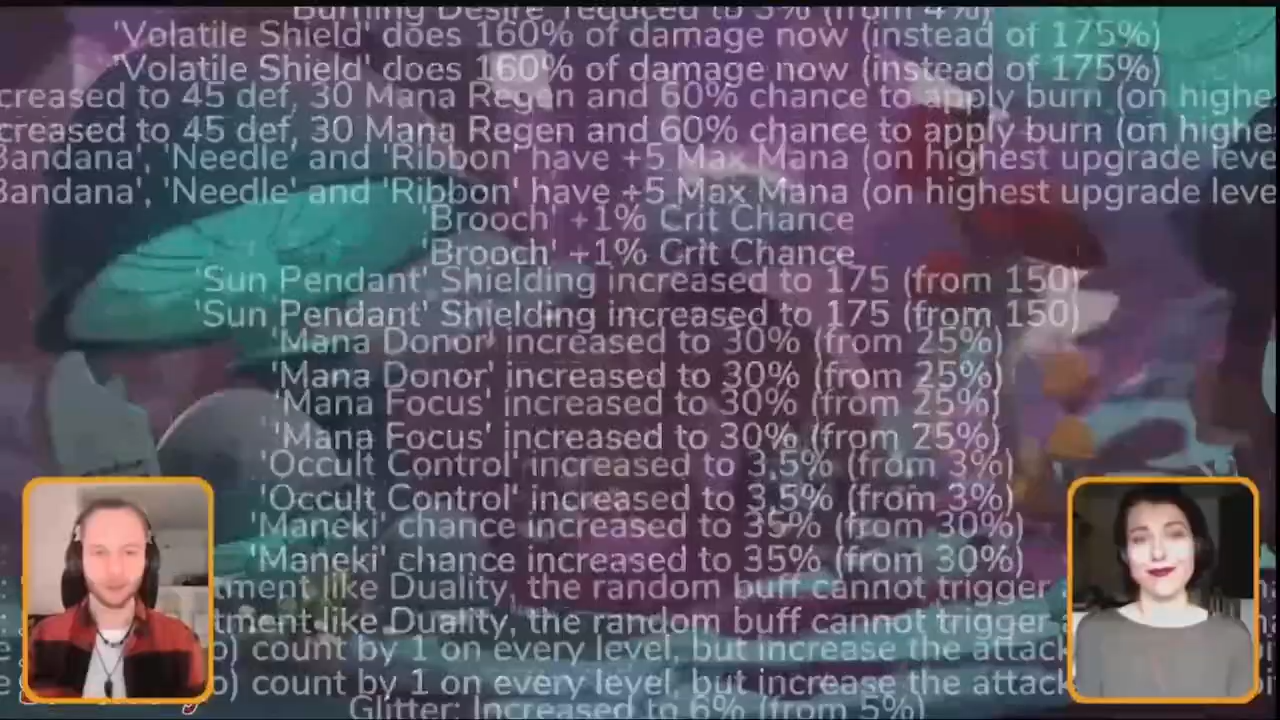 'Burning Desire' reduced to 3% (from 4%)
'Volatile Shield' does 160% of damage now (instead of 175%)
'Volatile Shield' does 160% of damage now (instead of 175%)
creased to 45 def, 30 Mana Regen and 60% chance to apply burn (on highe
creased to 45 def, 30 Mana Regen and 60% chance to apply burn (on highe
Bandana', 'Needle' and 'Ribbon' have +5 Max Mana (on highest upgrade leve
Bandana', 'Needle' and 'Ribbon' have +5 Max Mana (on highest upgrade leve
'Brooch' +1% Crit Chance
'Brooch' +1% Crit Chance
'Sun Pendant' Shielding increased to 175 (from 150)
'Sun Pendant' Shielding increased to 175 (from 150)
'Mana Donor' increased to 30% (from 25%)
'Mana Donor' increased to 30% (from 25%)
'Mana Focus' increased to 30% (from 25%)
'Mana Focus' increased to 30% (from 25%)
'Occult Control' increased to 3,5% (from 3%)
'Occult Control' increased to 3,5% (from 3%)
'Maneki' chance increased to 35% (from 30%)
'Maneki' chance increased to 35% (from 30%)
tment like Duality, the random buff cannot trigger
tment like Duality, the random buff cannot trigger
o) count by 1 on every level, but increase the attack
o) count by 1 on every level, but increase the attack
Glitter: Increased to 6% (from 5%)